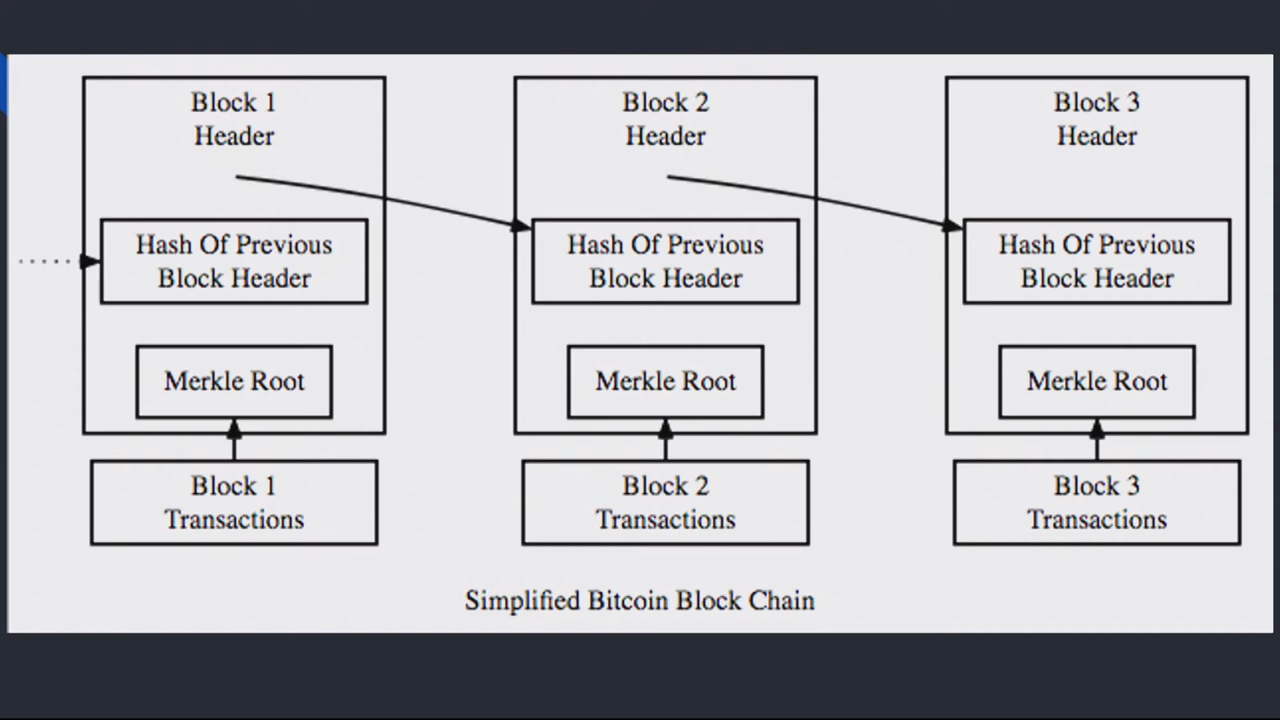 Block 1
Header
Hash Of Previous
Block Header
Merkle Root
Block 1
Transactions
Block 2
Header
Hash Of Previous
Block Header
Merkle Root
Block 2
Transactions
Block 3
Header
Hash Of Previous
Block Header
Merkle Root
Block 3
Transactions
Simplified Bitcoin Block Chain